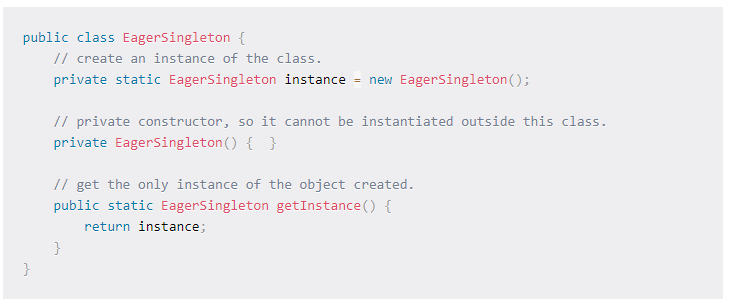 public class EagerSingleton {
    // create an instance of the class.
    private static EagerSingleton instance = new EagerSingleton();
    // private constructor, so it cannot be instantiated outside this class.
    private EagerSingleton() {  }
    // get the only instance of the object created.
    public static EagerSingleton getInstance() {
        return instance;
    }
}